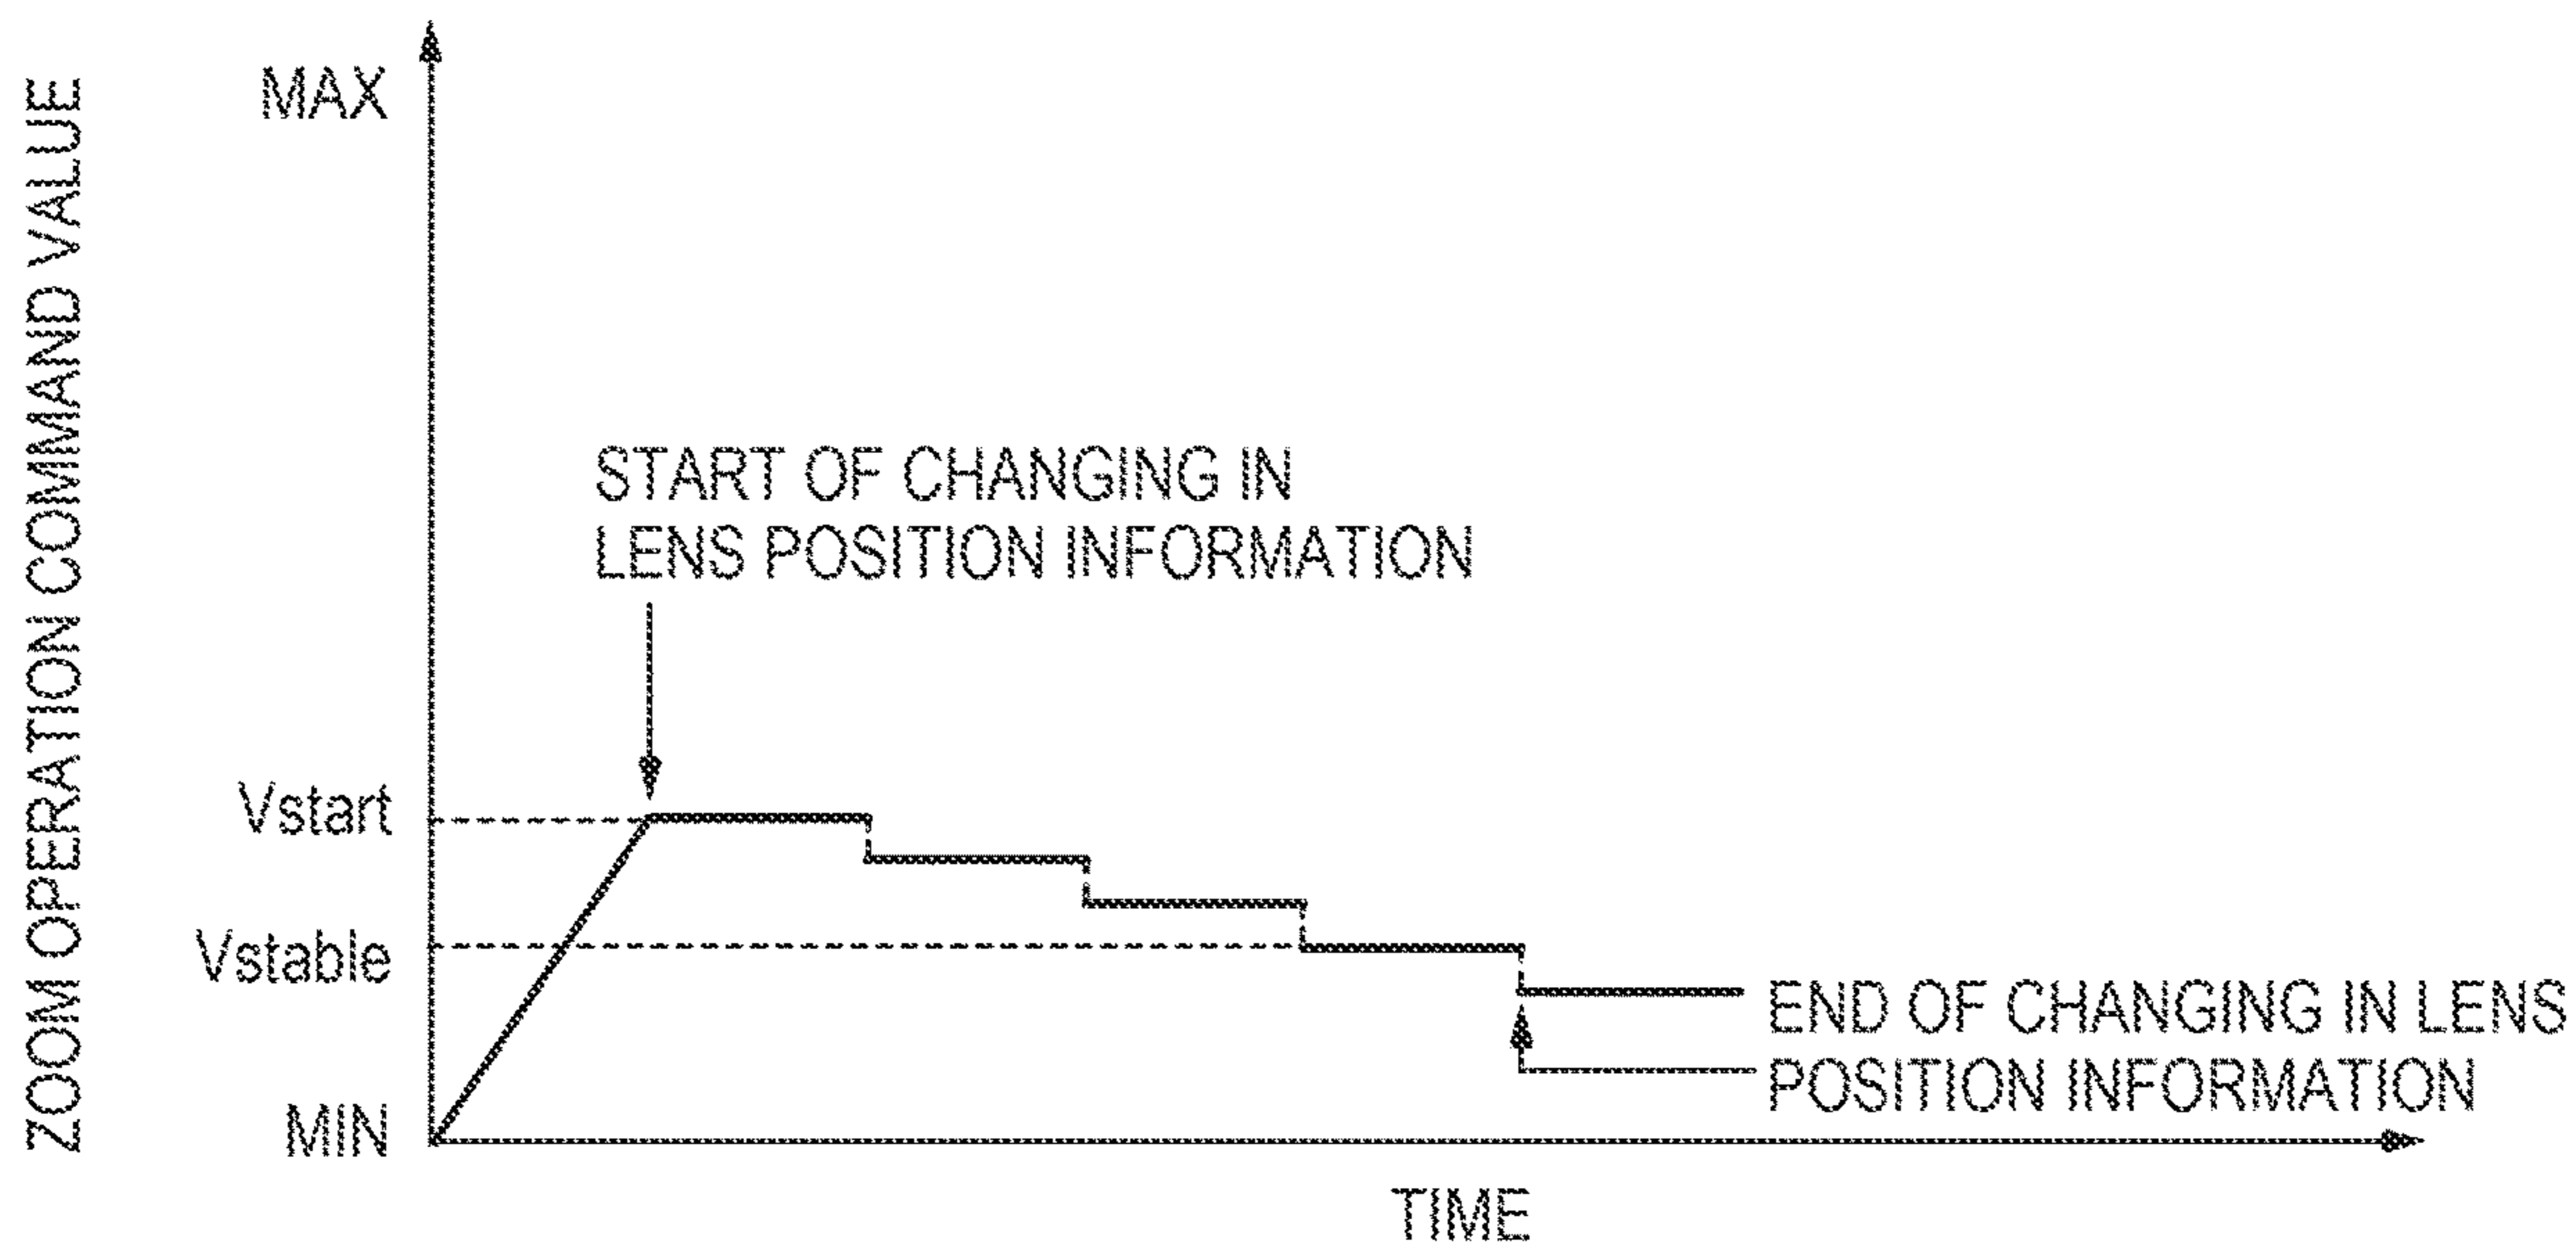 ZOOM OPERATION COMMAND VALUE
MAX
START OF CHANGING IN
LENS POSITION INFORMATION
Vstart
Vstable
END OF CHANGING IN LENS
POSITION INFORMATION
MIN
TIME